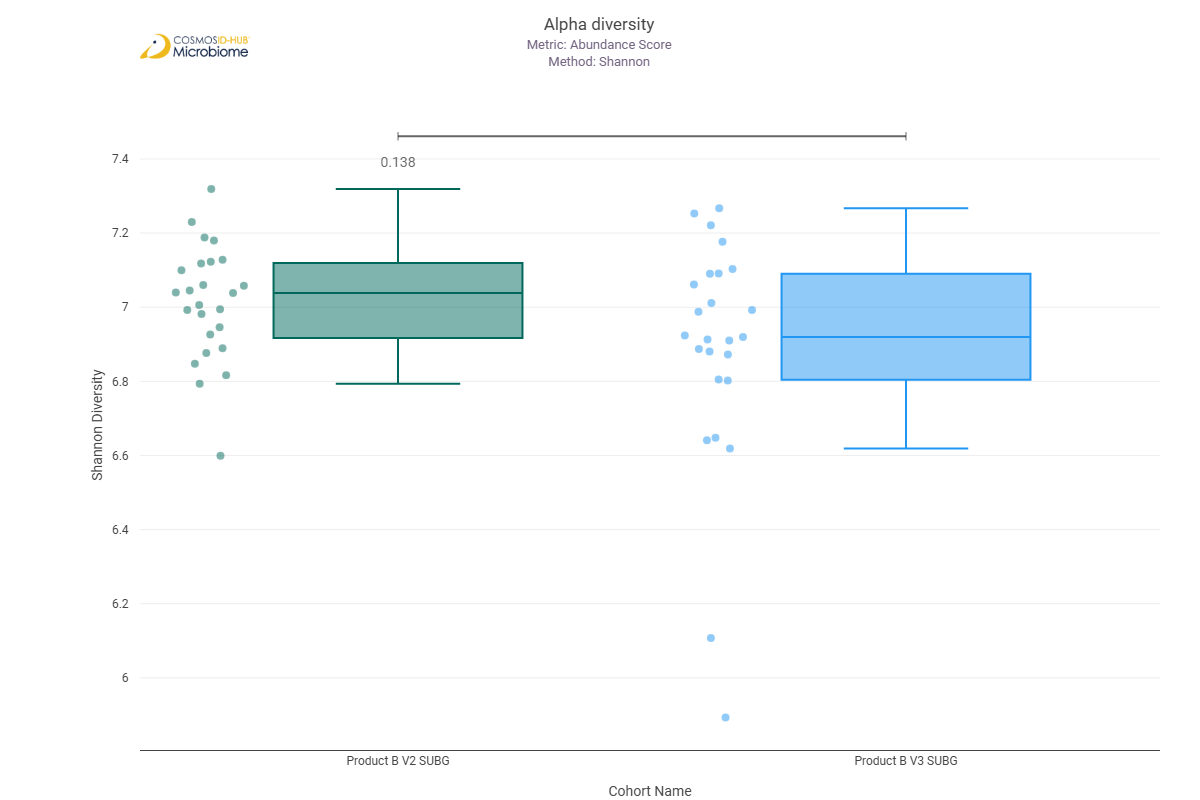 Alpha diversity
Metric: Abundance Score
Method: Shannon
COSMOSID-HUB
Microbiome
0.138
7.4
7.2
7
6.8
6.6
6.4
6.2
6
Shannon Diversity
Product B V2 SUBG
Product B V3 SUBG
Cohort Name